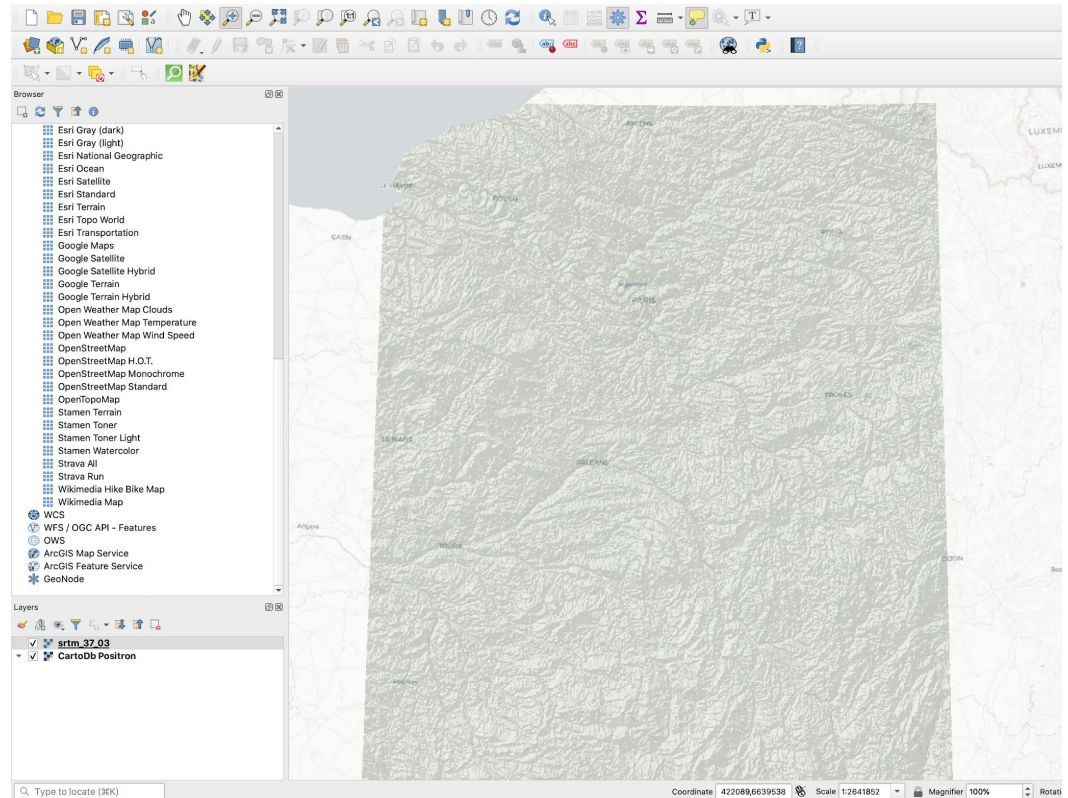 Browser
Esri Gray (dark)
Esri Gray (light)
Esri National Geographic
Esri Ocean
Esri Satellite
Esri Standard
Esri Terrain
Esri Topo World
Esri Transportation
Google Maps
Google Satellite
Google Satellite Hybrid
Google Terrain
Google Terrain Hybrid
Open Weather Map Clouds
Open Weather Map Temperature
Open Weather Map Wind Speed
OpenStreetMap
OpenStreetMap H.O.T.
OpenStreetMap Monochrome
OpenStreetMap Standard
OpenTopoMap
Stamen Terrain
Stamen Toner
Stamen Toner Light
Stamen Watercolor
Strava All
Strava Run
Wikimedia Hike Bike Map
Wikimedia Map
WCS
WFS / OGC API - Features
OWS
ArcGIS Map Service
ArcGIS Feature Service
GeoNode
Layers
srtm_37_03
CartoDb Positron
AMIENS
LUXEM
LUXEM
LE HAVRE
ROUEN
CAEN
REIMS
PARIS
TROYES
LE MANS
ORLÉANS
Angers
TOURS
DIJON
Bes
Poitiers
Type to locate (⌘K)
Coordinate 422089,6639538 Scale 1:2641852 Magnifier 100% Rotati